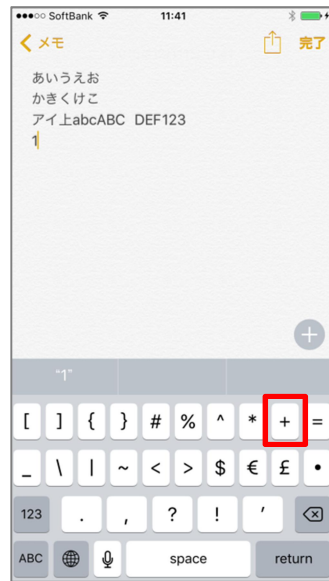 ●●●○○ SoftBank 11:41
メモ 完了
あいうえお
かきくけこ
アイ上abcABC DEF123
1
+
“1”
[ ] { } # % ^ * + =
_ \ | ~ < > $ € £ •
123 . , ? ! ′
ABC space return